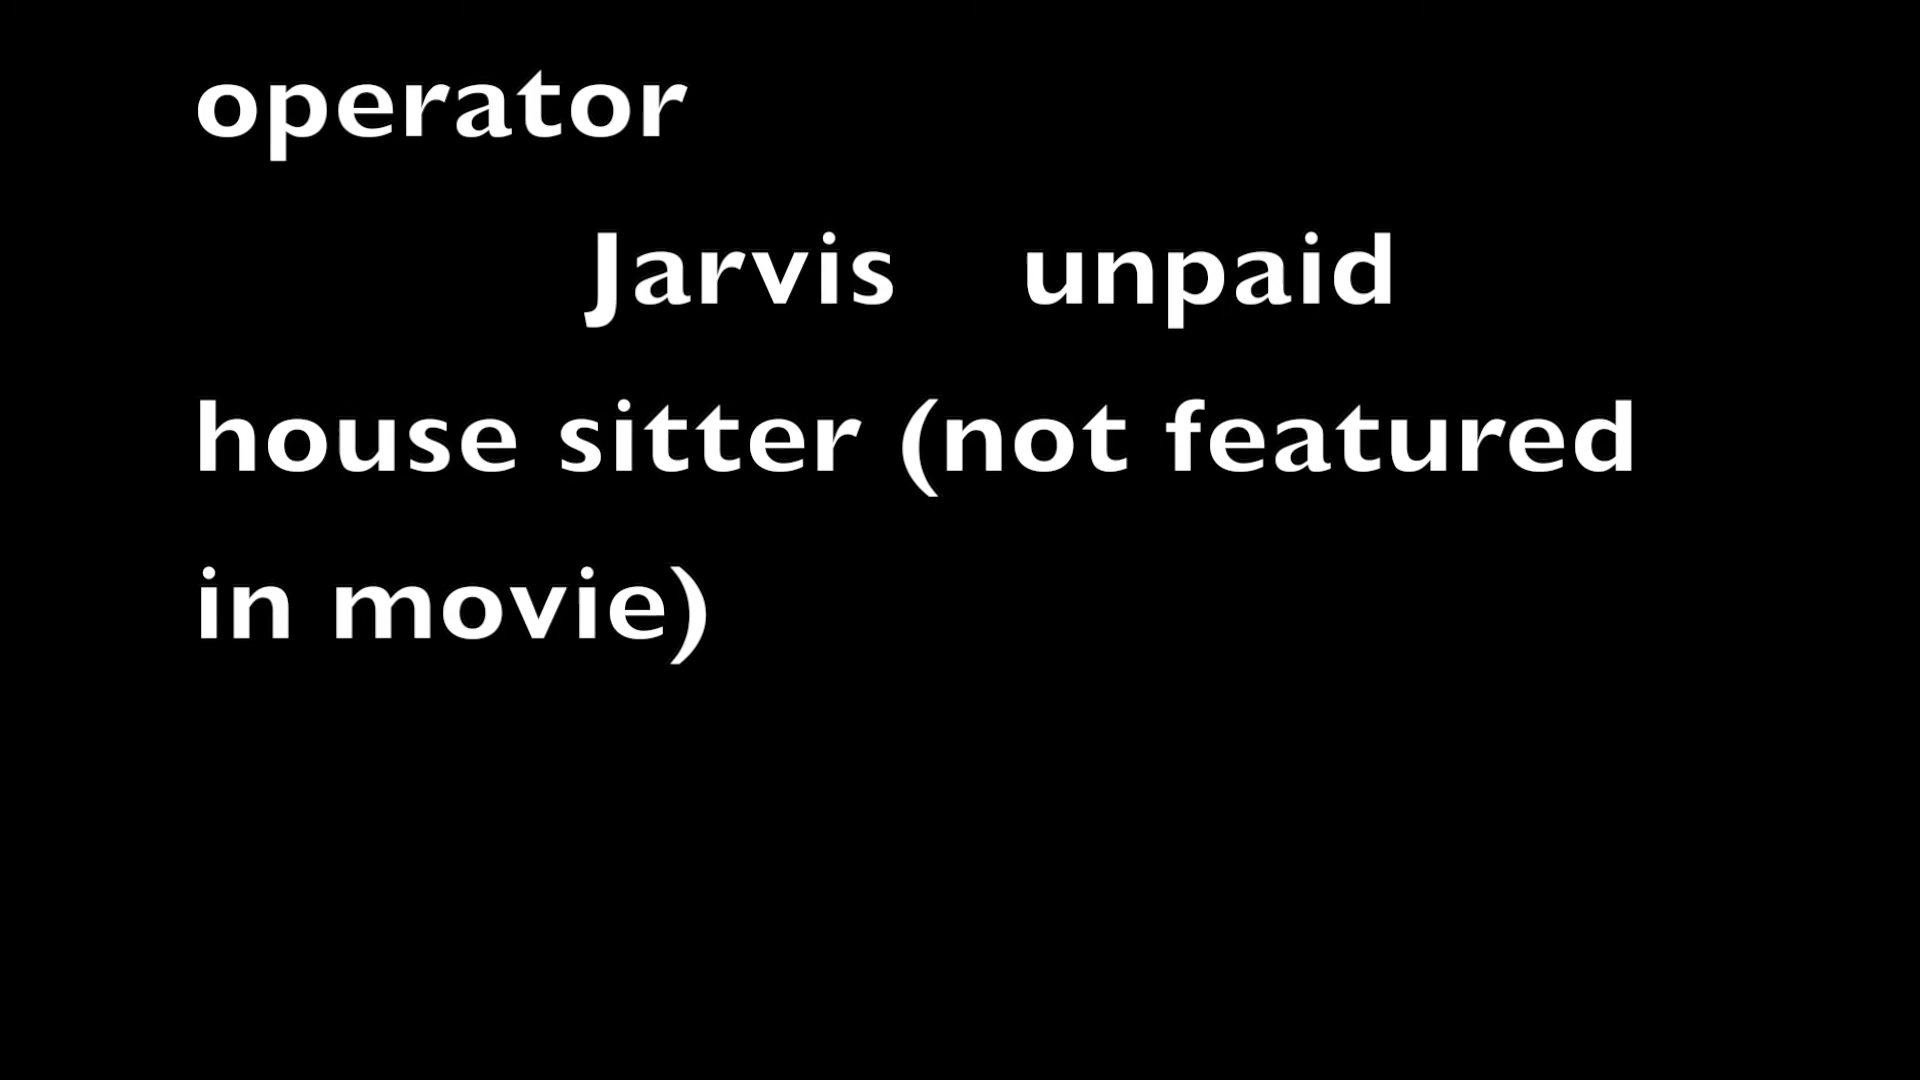 operator
Jarvis unpaid
house sitter (not featured
in movie)